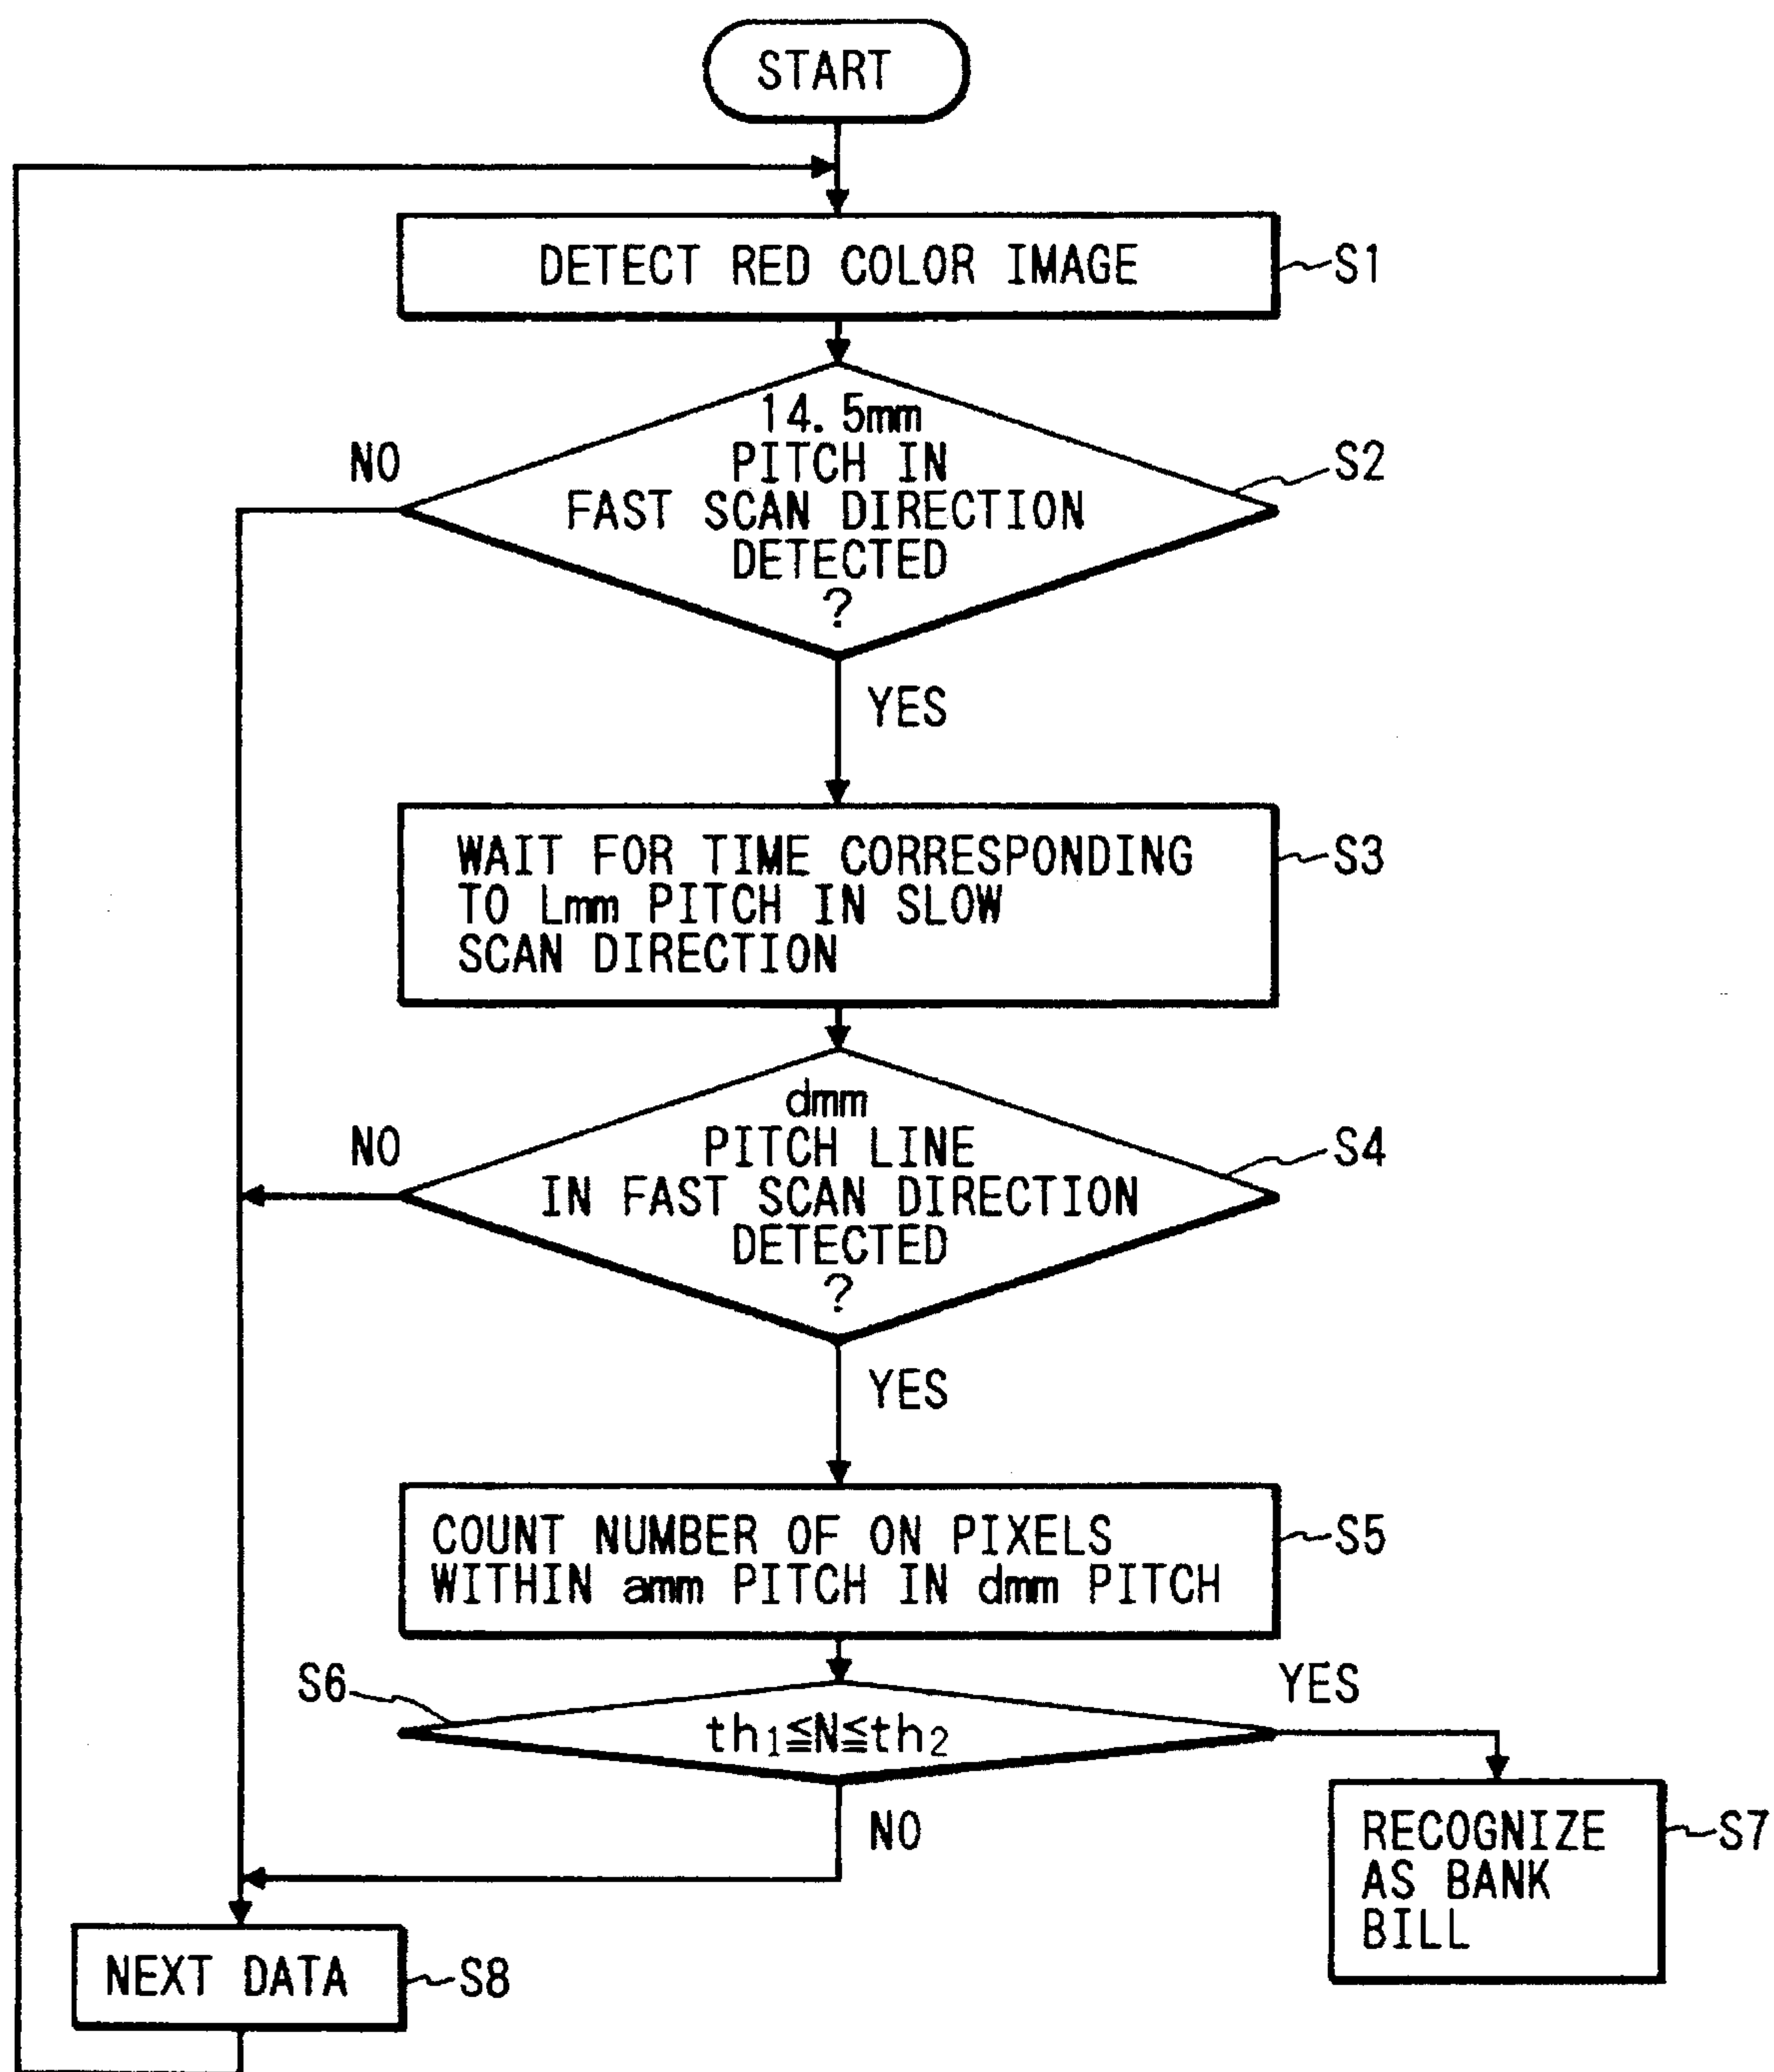 START
DETECT RED COLOR IMAGE
S1
14.5mm
PITCH IN
FAST SCAN DIRECTION
DETECTED
?
S2
NO
YES
WAIT FOR TIME CORRESPONDING
TO Lmm PITCH IN SLOW
SCAN DIRECTION
S3
dmm
PITCH LINE
IN FAST SCAN DIRECTION
DETECTED
?
S4
NO
YES
COUNT NUMBER OF ON PIXELS
WITHIN amm PITCH IN dmm PITCH
S5
S6
th₁≦N≦th₂
YES
NO
RECOGNIZE
AS BANK
BILL
S7
NEXT DATA
S8